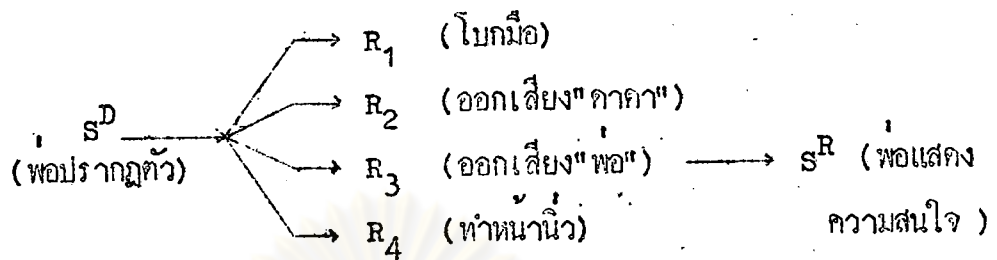 R1 (โบกมือ)
R2 (ออกเสียง"ดาดา")
S^D
(พ่อปรากฏตัว)
R3 (ออกเสียง"พ่อ") → S^R (พ่อแสดง
R4 (ทำหน้านิ่ว) ความสนใจ )